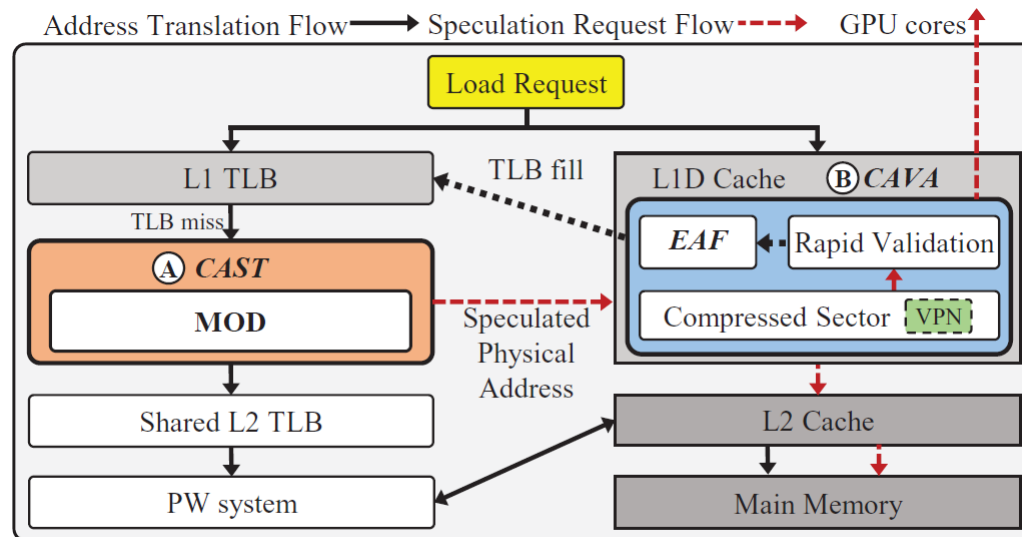 Address Translation Flow
Speculation Request Flow
GPU cores
Load Request
L1 TLB
TLB fill
L1D Cache
B CAVA
TLB miss
EAF
Rapid Validation
A CAST
MOD
Compressed Sector
VPN
Speculated
Physical
Address
Shared L2 TLB
L2 Cache
PW system
Main Memory